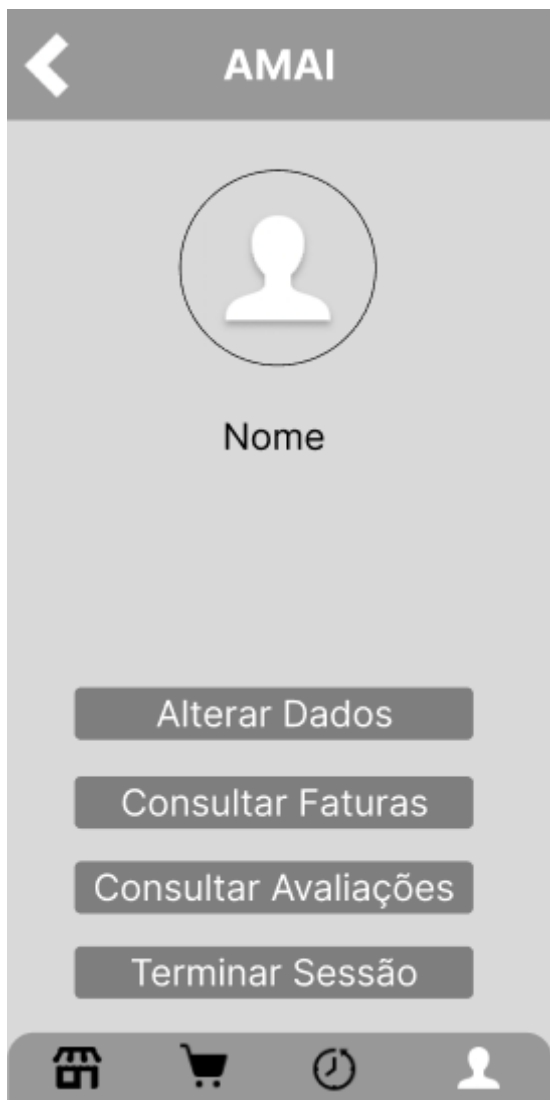 AMAI
Nome
Alterar Dados
Consultar Faturas
Consultar Avaliações
Terminar Sessão